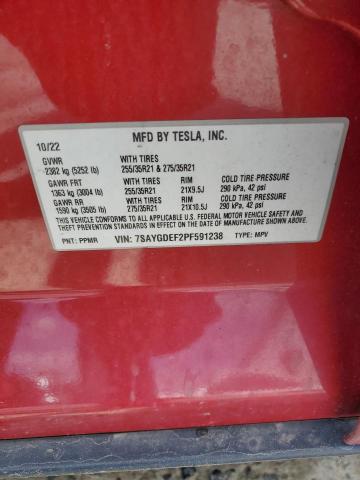 MFD BY TESLA, INC.
10/22
GVWR WITH TIRES
2382 kg (5252 lb) 255/35R21 & 275/35R21
GAWR FRT WITH TIRES RIM COLD TIRE PRESSURE
1363 kg (3004 lb) 255/35R21 21X9.5J 290 kPa, 42 psi
GAWR RR WITH TIRES RIM COLD TIRE PRESSURE
1590 kg (3505 lb) 275/35R21 21X10.5J 290 kPa, 42 psi
THIS VEHICLE CONFORMS TO ALL APPLICABLE U.S. FEDERAL MOTOR VEHICLE SAFETY AND
THEFT PREVENTION STANDARDS IN EFFECT ON THE DATE OF MANUFACTURE SHOWN ABOVE.
PNT: PPMR VIN: 7SAYGDEF2PF591238 TYPE: MPV